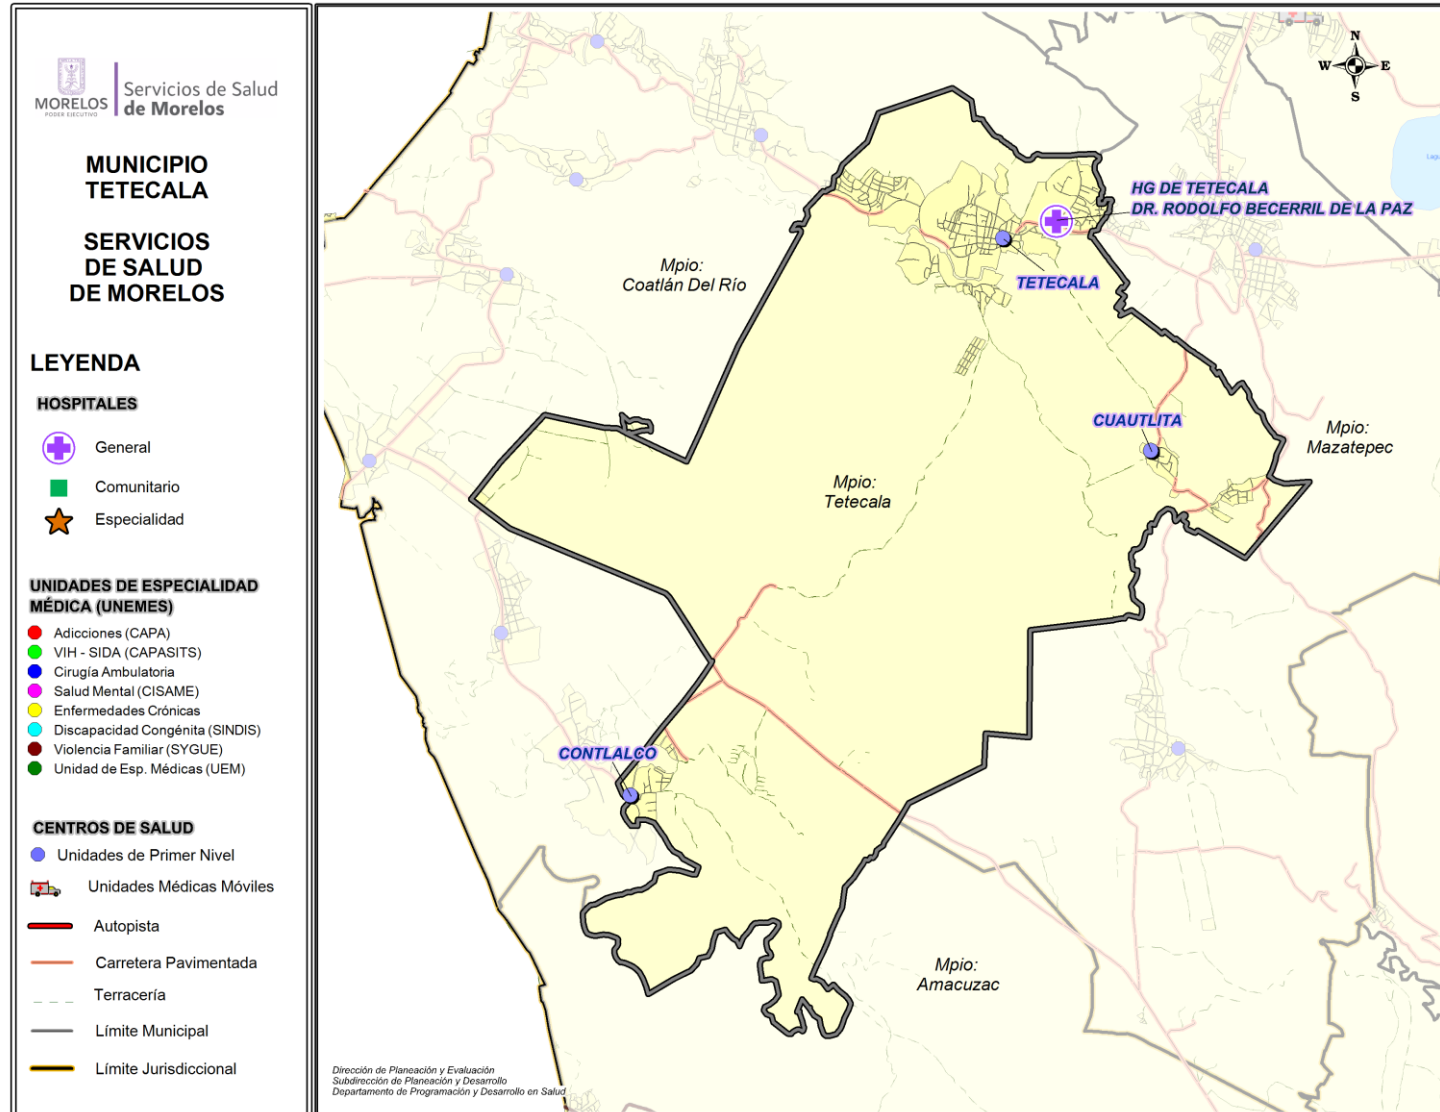 MORELOS
PODER EJECUTIVO
Servicios de Salud
de Morelos
MUNICIPIO
TETECALA
SERVICIOS
DE SALUD
DE MORELOS
LEYENDA
HOSPITALES
General
Comunitario
Especialidad
UNIDADES DE ESPECIALIDAD
MÉDICA (UNEMES)
Adicciones (CAPA)
VIH - SIDA (CAPASITS)
Cirugía Ambulatoria
Salud Mental (CISAME)
Enfermedades Crónicas
Discapacidad Congénita (SINDIS)
Violencia Familiar (SYGUE)
Unidad de Esp. Médicas (UEM)
CENTROS DE SALUD
Unidades de Primer Nivel
Unidades Médicas Móviles
Autopista
Carretera Pavimentada
Terracería
Límite Municipal
Límite Jurisdiccional
N
W E
S
HG DE TETECALA
DR. RODOLFO BECERRIL DE LA PAZ
TETECALA
Mpio:
Coatlán Del Río
CUAUTLITA
Mpio:
Mazatepec
Mpio:
Tetecala
CONTLALCO
Mpio:
Amacuzac
Dirección de Planeación y Evaluación
Subdirección de Planeación y Desarrollo
Departamento de Programación y Desarrollo en Salud